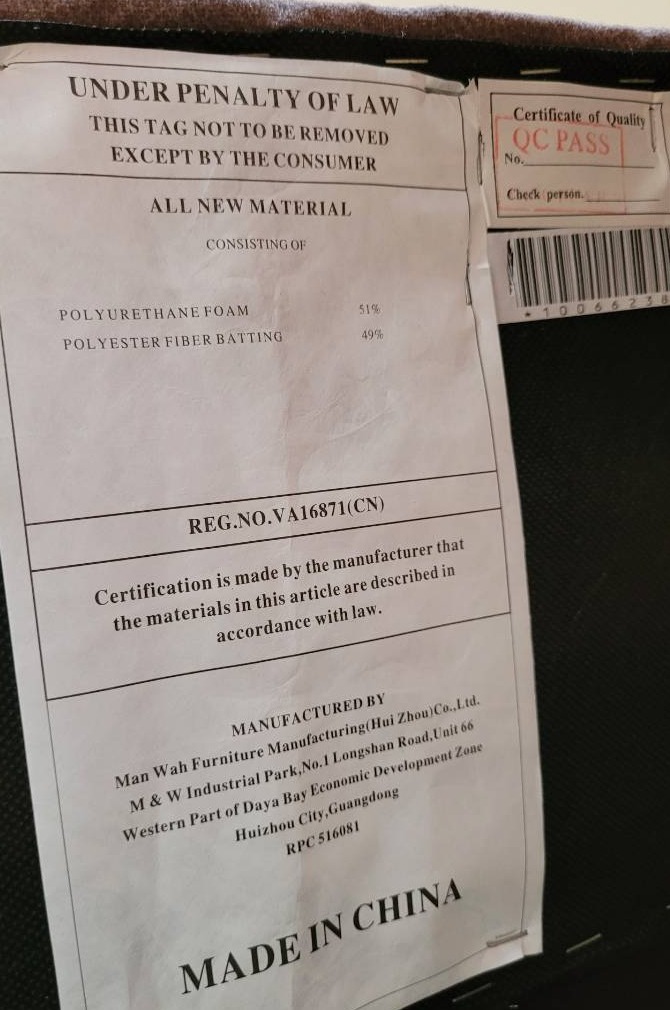 UNDER PENALTY OF LAW
THIS TAG NOT TO BE REMOVED
EXCEPT BY THE CONSUMER
ALL NEW MATERIAL
CONSISTING OF
POLYURETHANE FOAM 51%
POLYESTER FIBER BATTING 49%
REG.NO.VA16871(CN)
Certification is made by the manufacturer that
the materials in this article are described in
accordance with law.
MANUFACTURED BY
Man Wah Furniture Manufacturing(Hui Zhou)Co.,Ltd.
M & W Industrial Park,No.1 Longshan Road,Unit 66
Western Part of Daya Bay Economic Development Zone
Huizhou City,Guangdong
RPC 516081
MADE IN CHINA
Certificate of Quality
QC PASS
No.
Check person.
*1006623